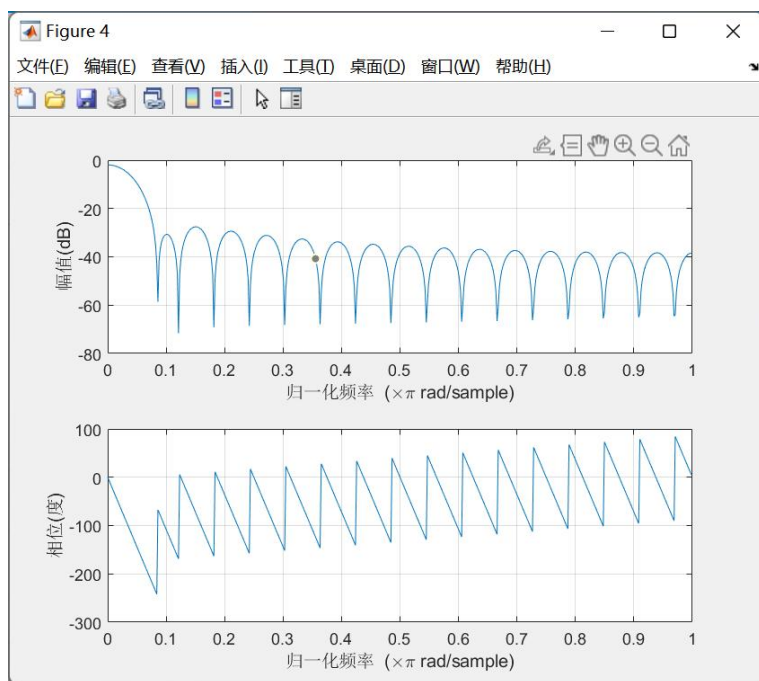 Figure 4
文件(F) 编辑(E) 查看(V) 插入(I) 工具(T) 桌面(D) 窗口(W) 帮助(H)
0
-20
-40
-60
-80
幅值(dB)
0 0.1 0.2 0.3 0.4 0.5 0.6 0.7 0.8 0.9 1
归一化频率 (×π rad/sample)
100
0
-100
-200
-300
相位(度)
0 0.1 0.2 0.3 0.4 0.5 0.6 0.7 0.8 0.9 1
归一化频率 (×π rad/sample)